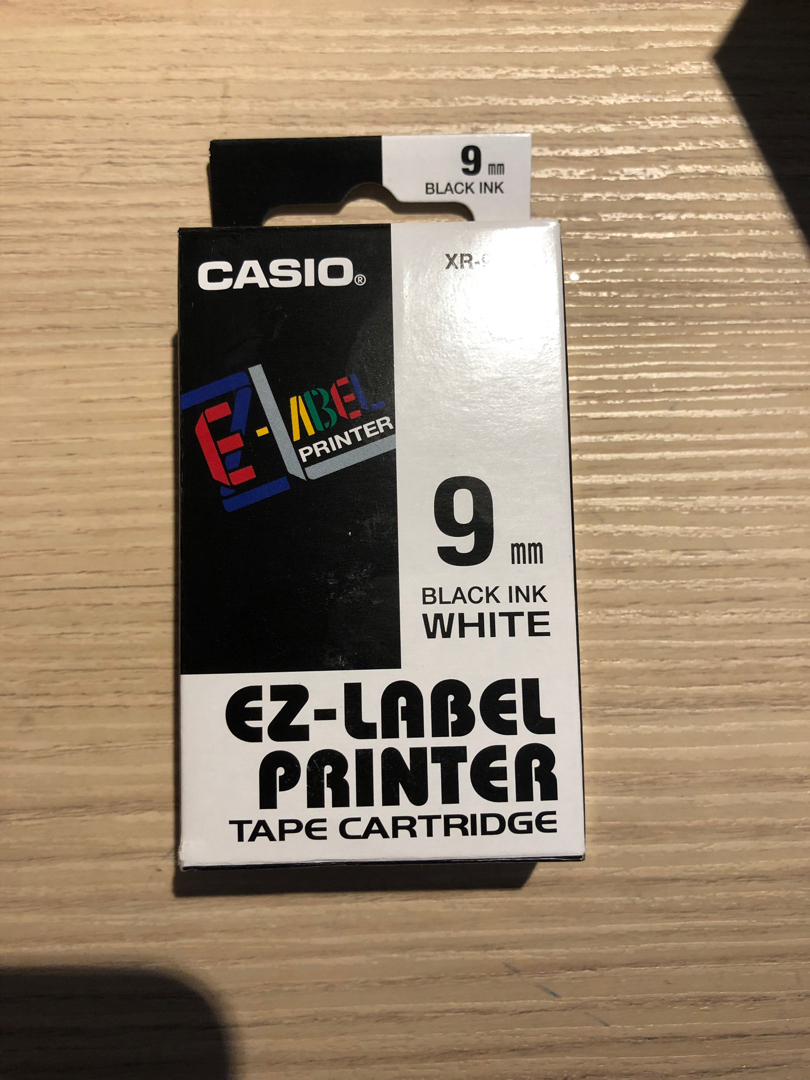 9 mm
BLACK INK
CASIO®
EZ-LABEL
PRINTER
9 mm
BLACK INK
WHITE
EZ-LABEL
PRINTER
TAPE CARTRIDGE